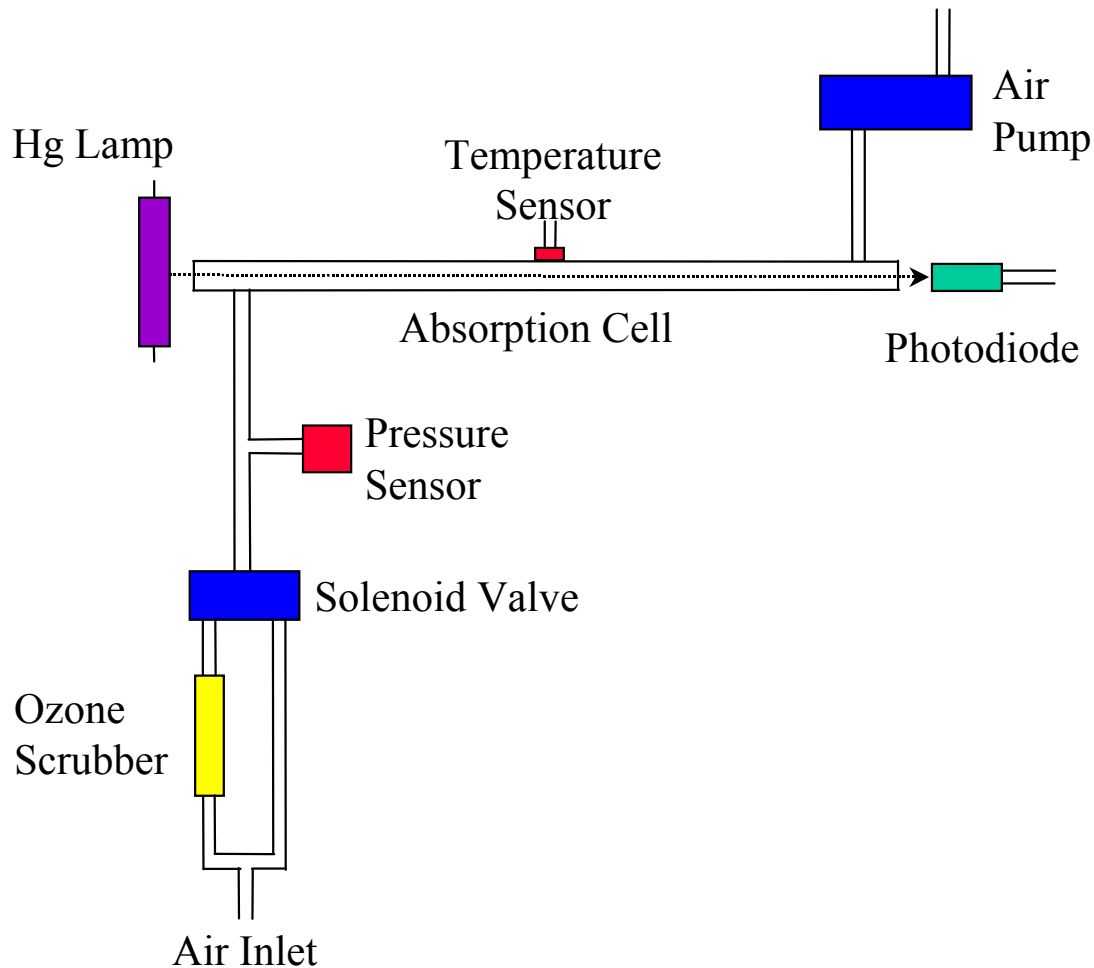 Air
Pump
Hg Lamp
Temperature
Sensor
Absorption Cell
Photodiode
Pressure
Sensor
Solenoid Valve
Ozone
Scrubber
Air Inlet